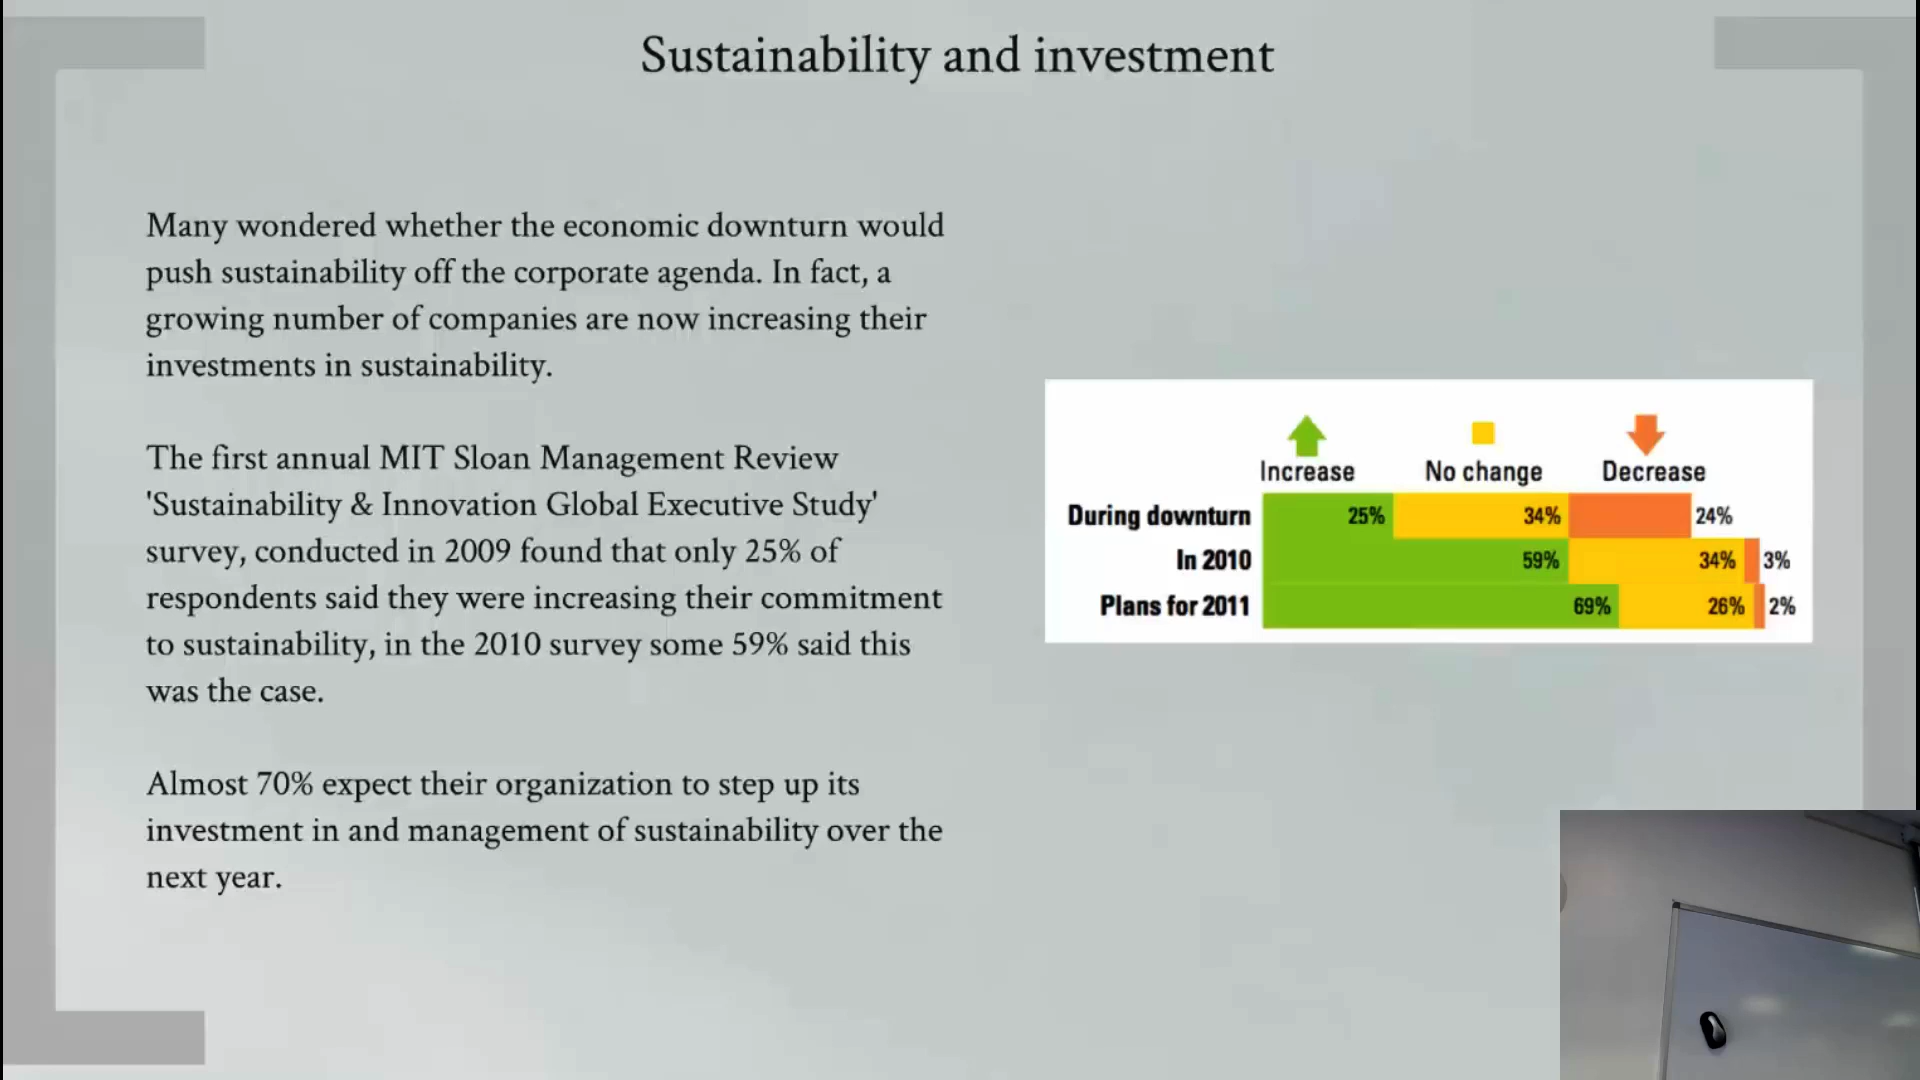 Sustainability and investment
Many wondered whether the economic downturn would
push sustainability off the corporate agenda. In fact, a
growing number of companies are now increasing their
investments in sustainability.
The first annual MIT Sloan Management Review
'Sustainability & Innovation Global Executive Study'
survey, conducted in 2009 found that only 25% of
respondents said they were increasing their commitment
to sustainability, in the 2010 survey some 59% said this
was the case.
Almost 70% expect their organization to step up its
investment in and management of sustainability over the
next year.
Increase No change Decrease
During downturn 25% 34% 24%
In 2010 59% 34% 3%
Plans for 2011 69% 26% 2%